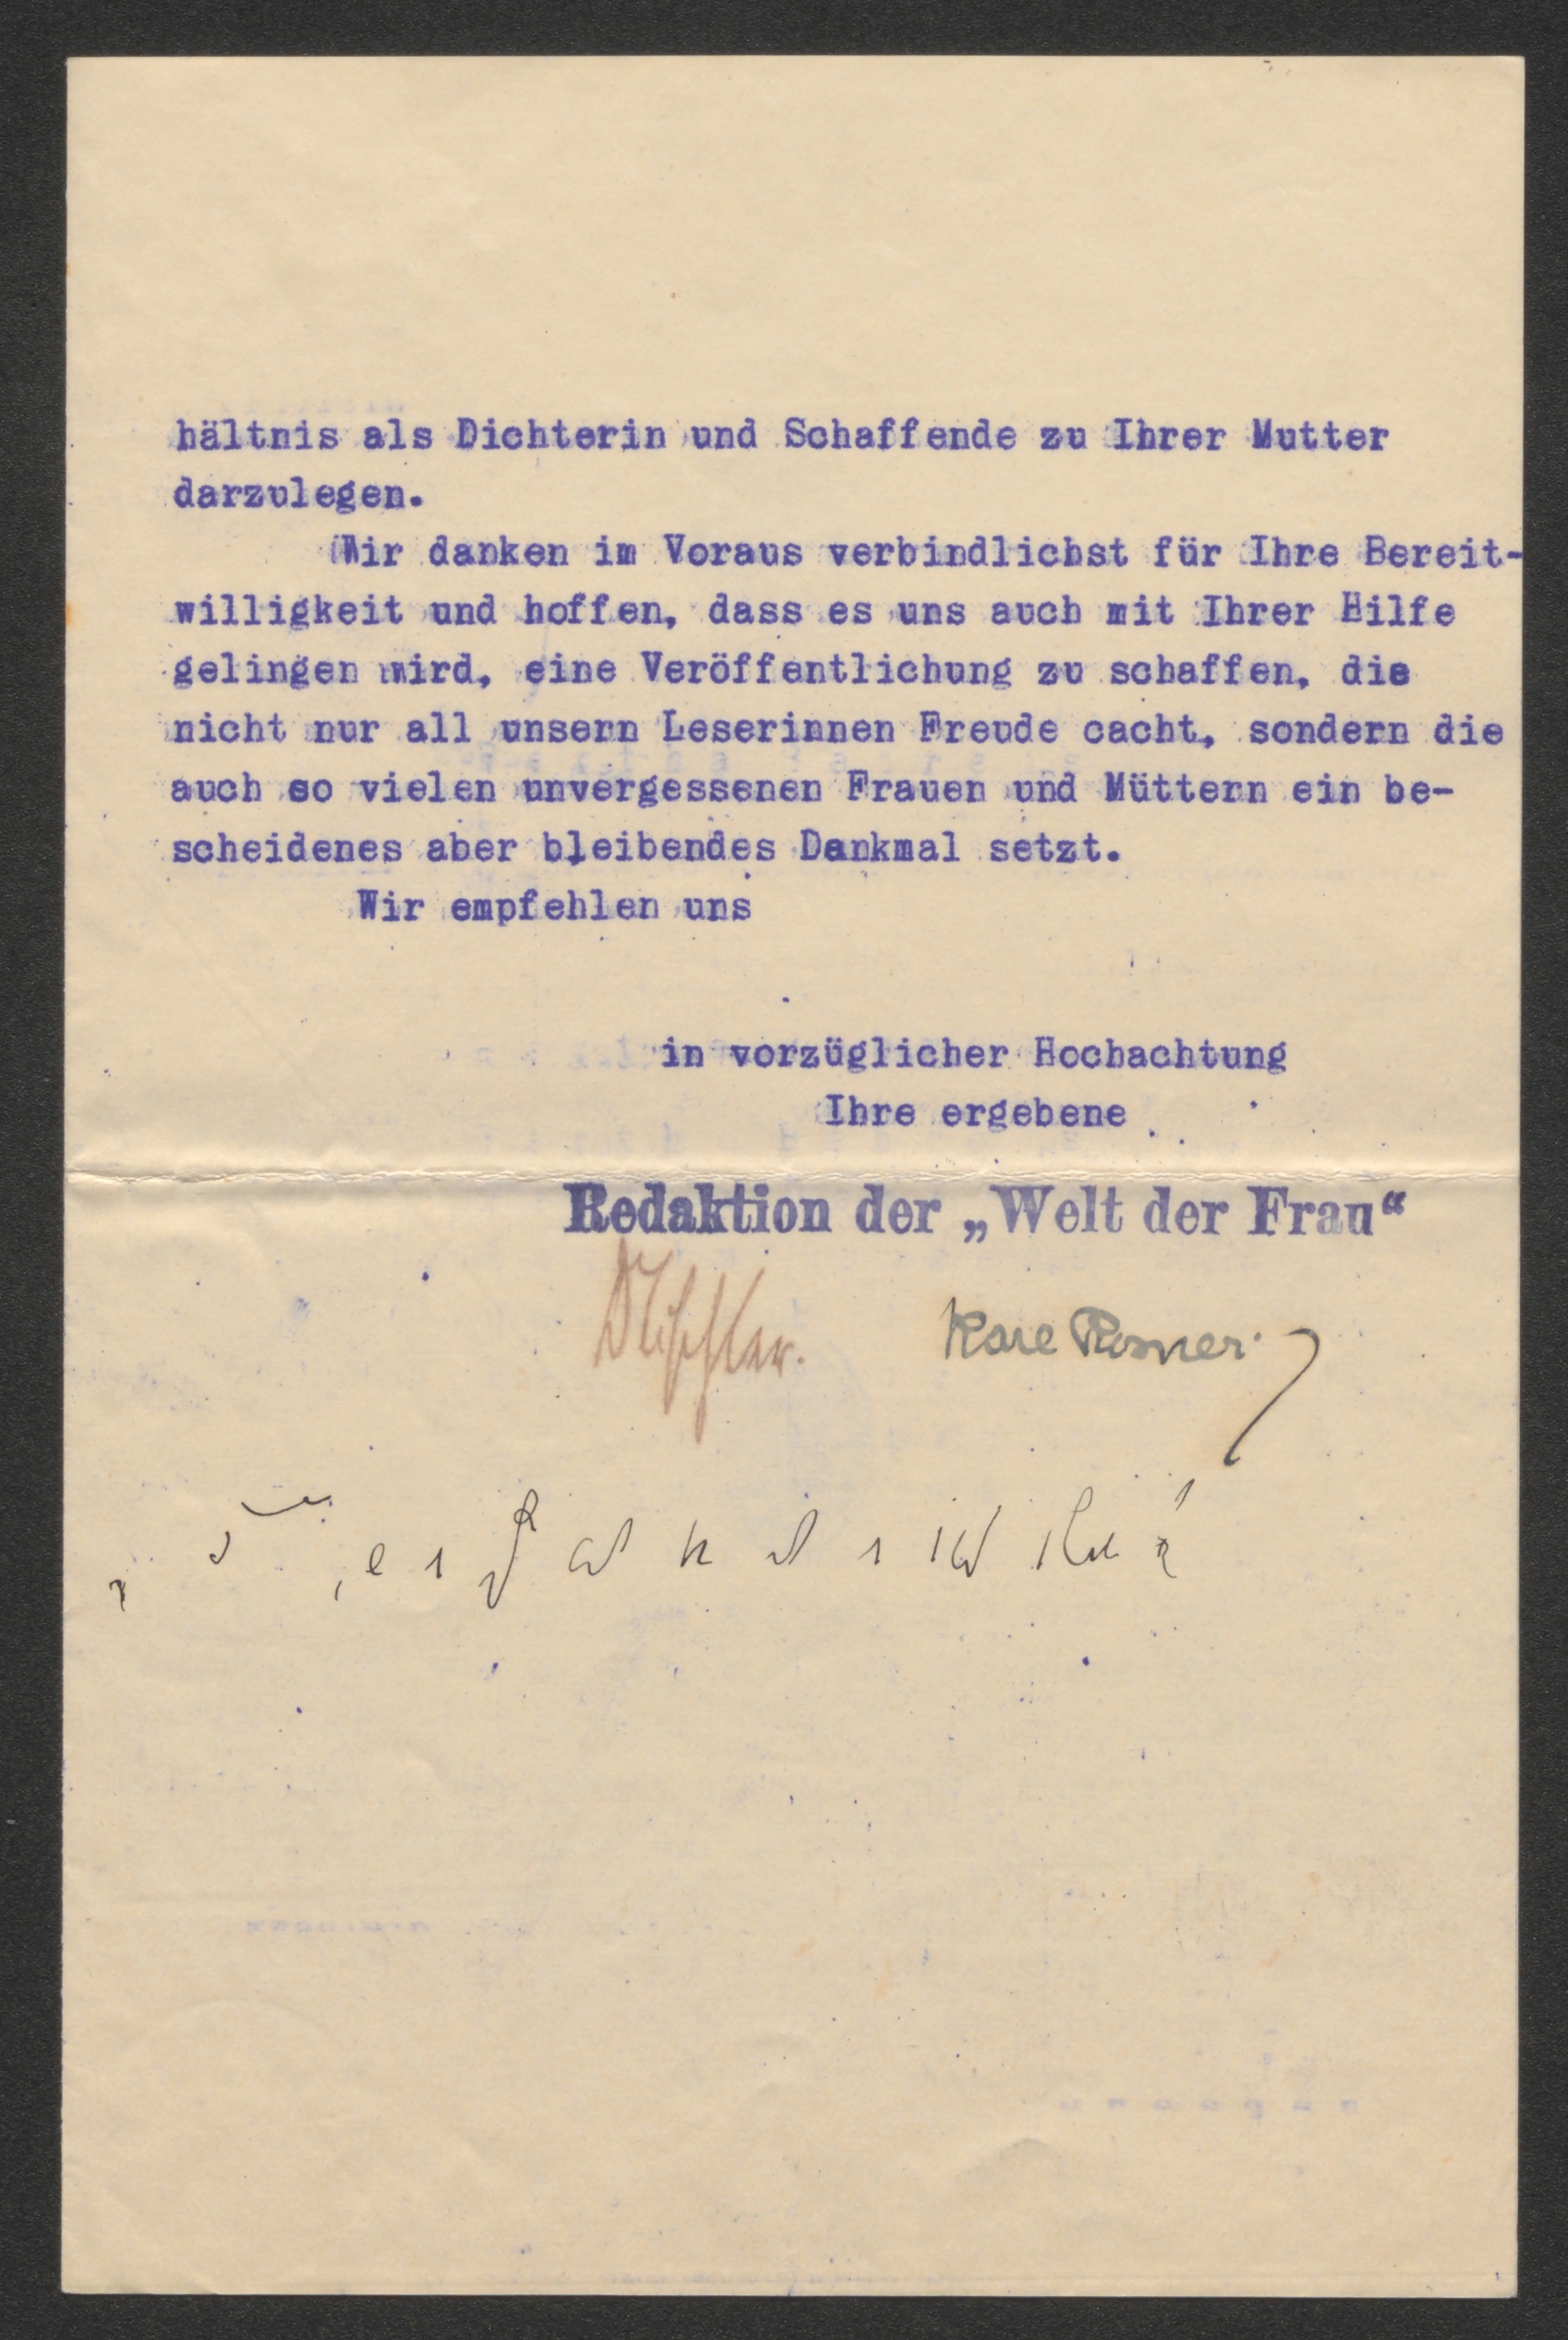 hältnis als Dichterin und Schaffende zu Ihrer Mutter
darzulegen.
Wir danken im Voraus verbindlichst für Ihre Bereit-
willigkeit und hoffen, dass es uns auch mit Ihrer Hilfe
gelingen wird, eine Veröffentlichung zu schaffen, die
nicht nur all unsern Leserinnen Freude cacht, sondern die
auch so vielen unvergessenen Frauen und Müttern ein be-
scheidenes aber bleibendes Dankmal setzt.
Wir empfehlen uns
in vorzüglicher Hochachtung
Ihre ergebene
Redaktion der „Welt der Frau“
Rosner